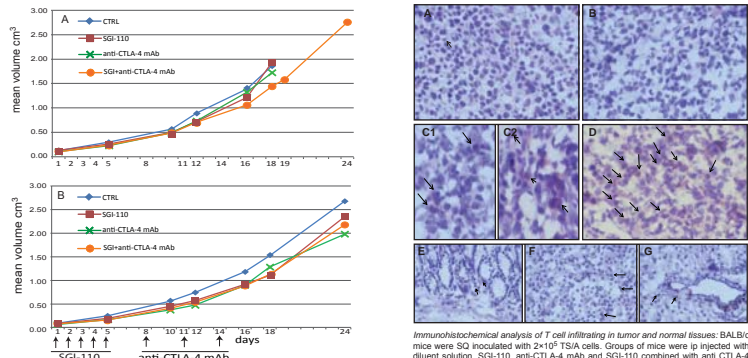 A
CTRL
SGI-110
anti-CTLA-4 mAb
SGI+anti-CTLA-4 mAb
mean volume cm3
3.00
2.50
2.00
1.50
1.00
0.50
0.00
1 2 3 4 5 8 10 11 12 14 16 18 19 24
B
CTRL
SGI-110
anti-CTLA-4 mAb
SGI+anti-CTLA-4 mAb
mean volume cm3
3.00
2.50
2.00
1.50
1.00
0.50
0.00
1 2 3 4 5 8 10 11 12 14 16 18 24
days
SGI-110 anti-CTLA-4 mAb
A B
C1 C2 D
E F G
Immunohistochemical analysis of T cell infiltrating in tumor and normal tissues: BALB/c
mice were SQ inoculated with 2×10⁵ TS/A cells. Groups of mice were ip injected with
diluent solution, SGI-110, anti-CTLA-4 mAb and SGI-110 combined with anti CTLA-4